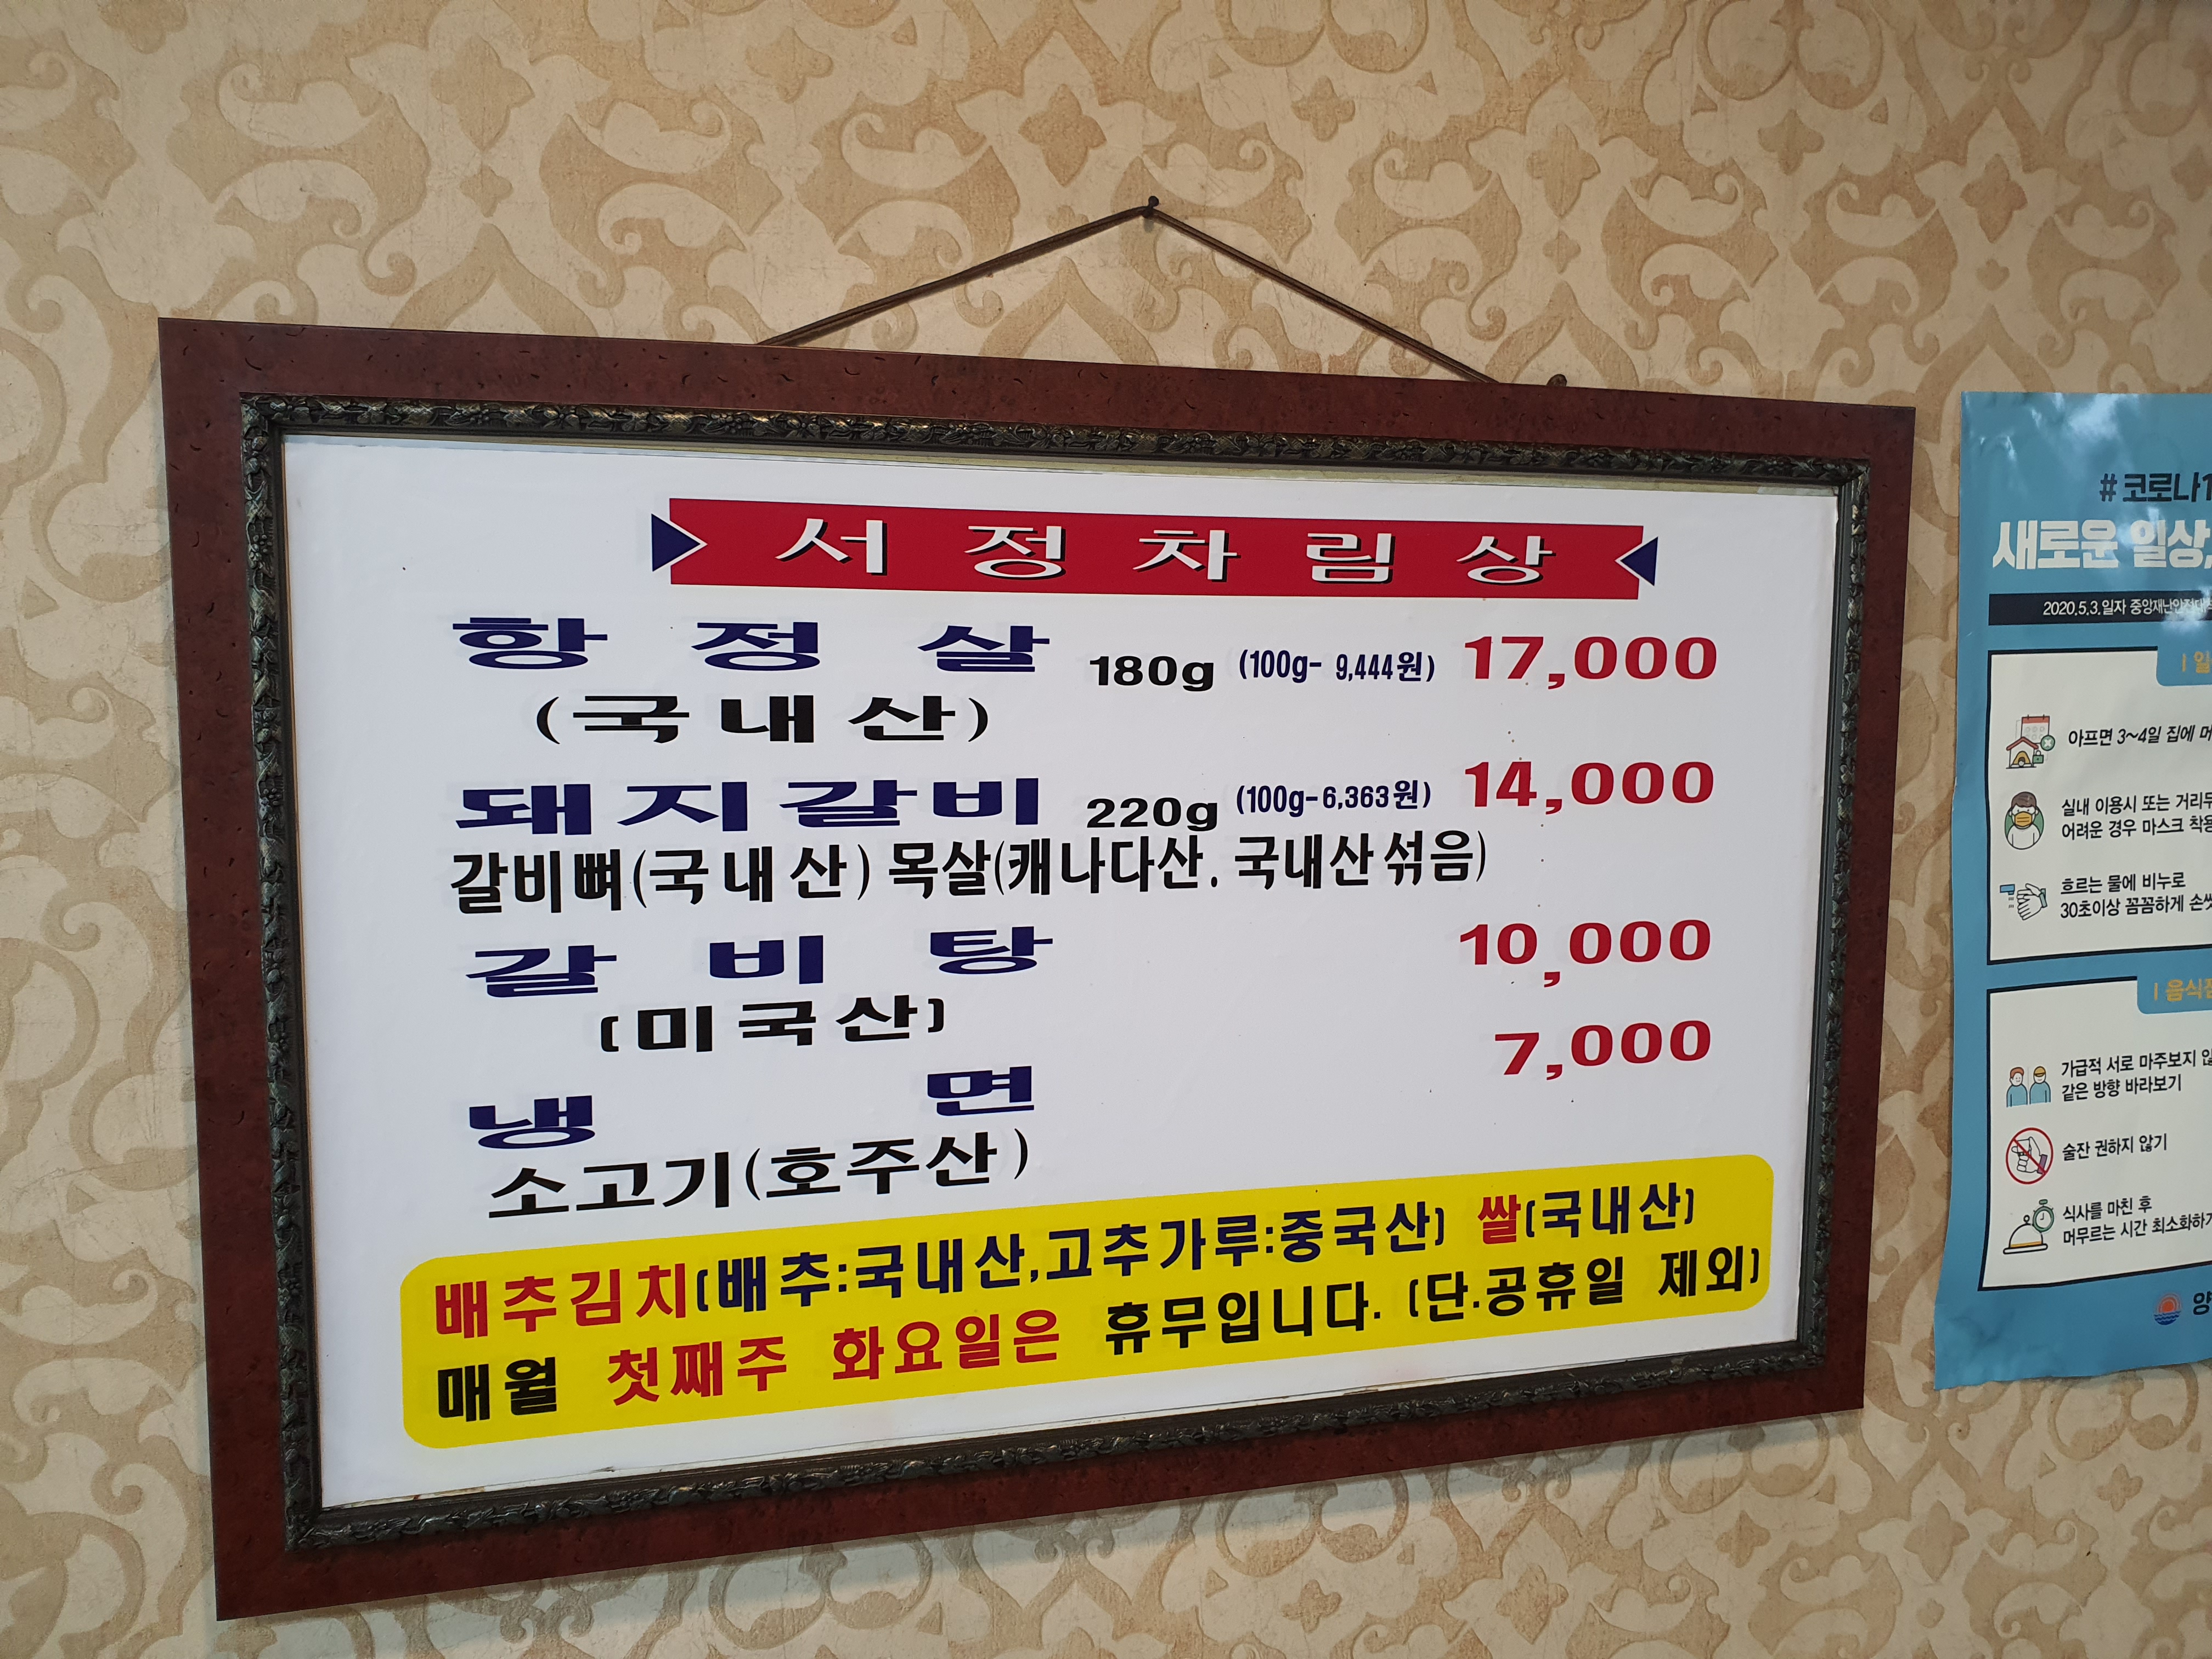 서정차림상
항정살 180g (100g- 9,444원) 17,000
(국내산)
돼지갈비 220g (100g-6,363원) 14,000
갈비뼈(국내산) 목살(캐나다산. 국내산섞음)
갈비탕 10,000
(미국산)
냉면 7,000
소고기(호주산)
배추김치(배추:국내산,고추가루:중국산) 쌀(국내산)
매월 첫째주 화요일은 휴무입니다. (단.공휴일 제외)
#코로나1
새로운 일상,
2020.5.3.일자
아프면 3~4일 집에 머
실내 이용시 또는 거리두
어려운 경우 마스크 착용
흐르는 물에 비누로
30초이상 꼼꼼하게 손씻
음식점
가급적 서로 마주보지 않
같은 방향 바라보기
술잔 권하지 않기
식사를 마친 후
머무르는 시간 최소화하기
양